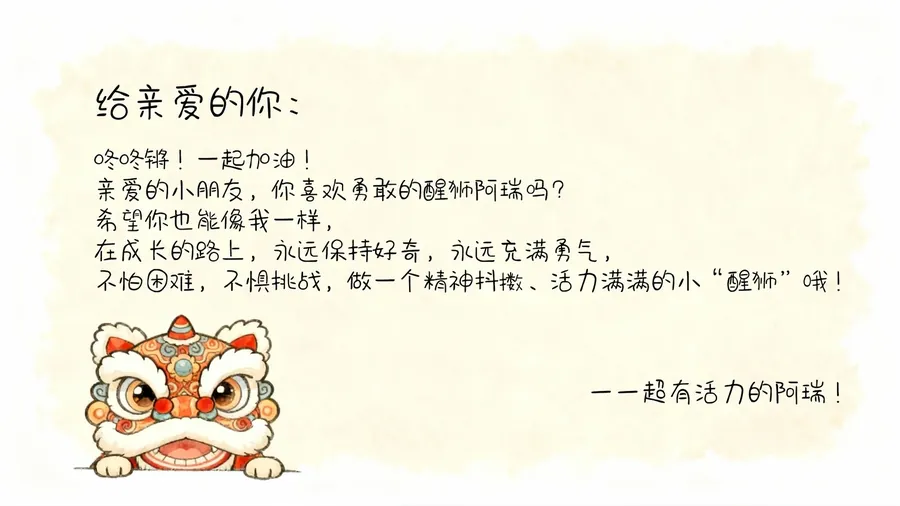 给亲爱的你：
咚咚锵！一起加油！
亲爱的小朋友，你喜欢勇敢的醒狮阿瑞吗？
希望你也能像我一样，
在成长的路上，永远保持好奇，永远充满勇气，
不怕困难，不惧挑战，做一个精神抖擞、活力满满的小“醒狮”哦！
——超有活力的阿瑞！